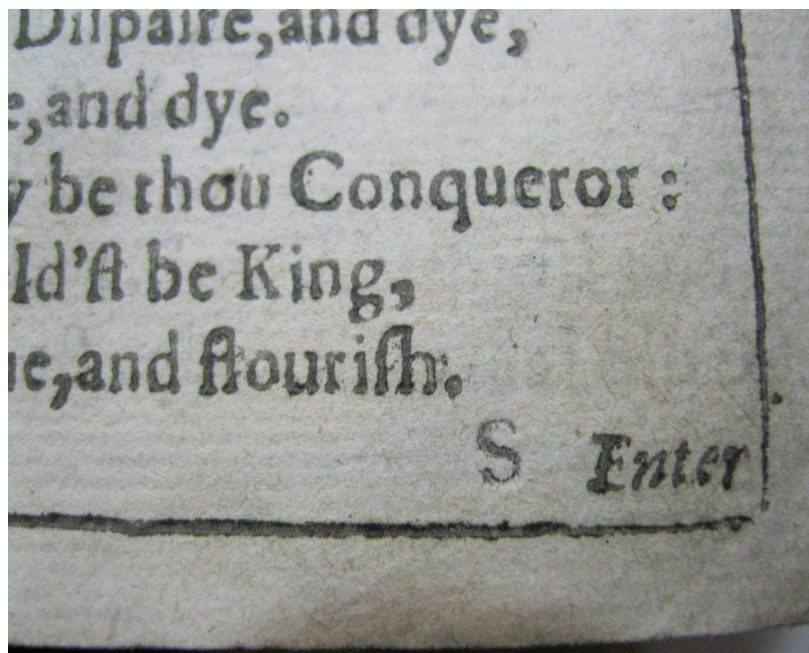 Dispaire,and dye,
e,and dye.
y be thou Conqueror :
ld'ſt be King,
ue,and flouriſh.
S Enter